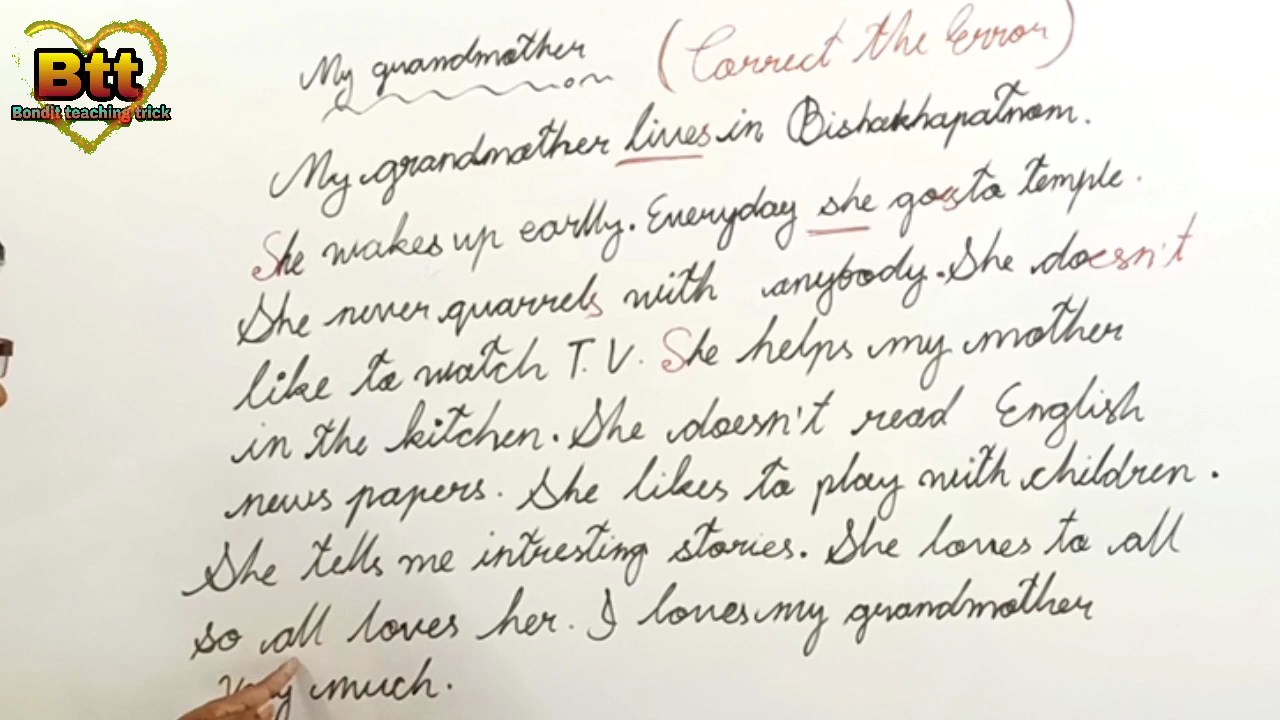 Btt
Bondit teaching trick
My grandmother (Correct the Error)
My grandmother lives in Bishakhapatnom.
She wakes up earlly. Everyday she goes to temple.
She never quarrels with anybody. She doesn't
like to watch T.V. She helps my mother
in the kitchen. She doesn't read English
news papers. She likes to play with children.
She tells me intresting stories. She loves to all
so all loves her. I loves my grandmother
very much.